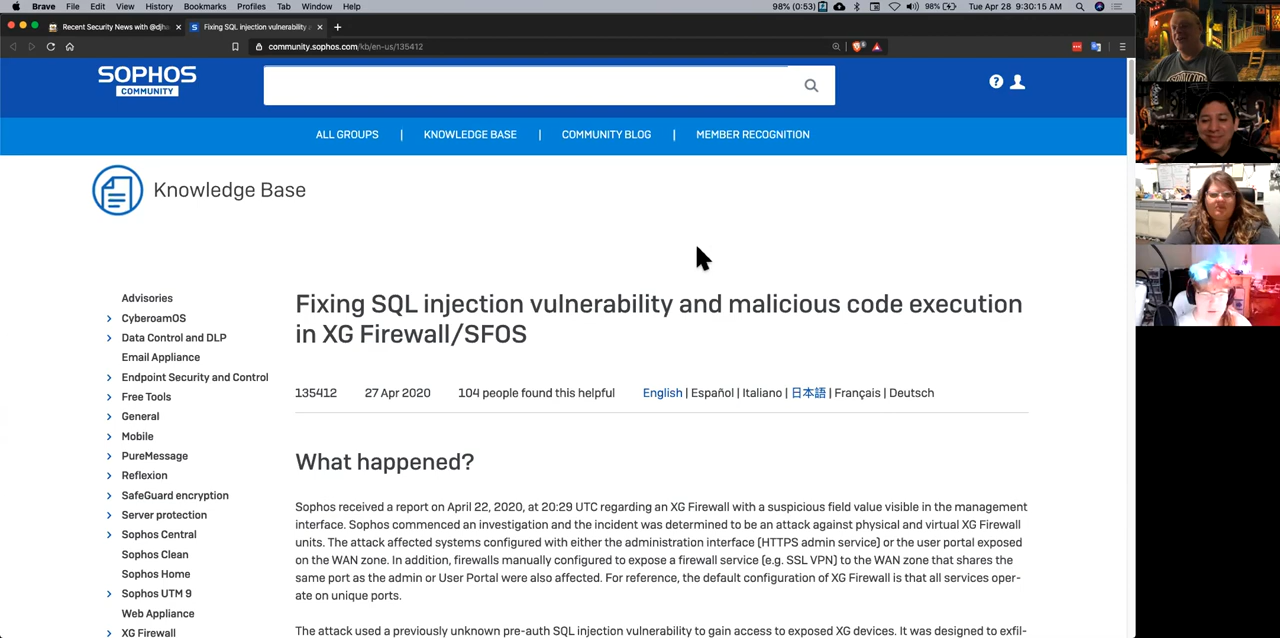 Brave File Edit View History Bookmarks Profiles Tab Window Help 98% (0:53) 98% Tue Apr 28 9:30:15 AM
Recent Security News with @djha Fixing SQL injection vulnerability
community.sophos.com/kb/en-us/135412
SOPHOS
COMMUNITY
ALL GROUPS | KNOWLEDGE BASE | COMMUNITY BLOG | MEMBER RECOGNITION
Knowledge Base
Advisories
CyberoamOS
Data Control and DLP
Email Appliance
Endpoint Security and Control
Free Tools
General
Mobile
PureMessage
Reflexion
SafeGuard encryption
Server protection
Sophos Central
Sophos Clean
Sophos Home
Sophos UTM 9
Web Appliance
XG Firewall
Fixing SQL injection vulnerability and malicious code execution
in XG Firewall/SFOS
135412 27 Apr 2020 104 people found this helpful English | Español | Italiano | 日本語 | Français | Deutsch
What happened?
Sophos received a report on April 22, 2020, at 20:29 UTC regarding an XG Firewall with a suspicious field value visible in the management
interface. Sophos commenced an investigation and the incident was determined to be an attack against physical and virtual XG Firewall
units. The attack affected systems configured with either the administration interface (HTTPS admin service) or the user portal exposed
on the WAN zone. In addition, firewalls manually configured to expose a firewall service (e.g. SSL VPN) to the WAN zone that shares the
same port as the admin or User Portal were also affected. For reference, the default configuration of XG Firewall is that all services oper-
ate on unique ports.
The attack used a previously unknown pre-auth SQL injection vulnerability to gain access to exposed XG devices. It was designed to exfil-